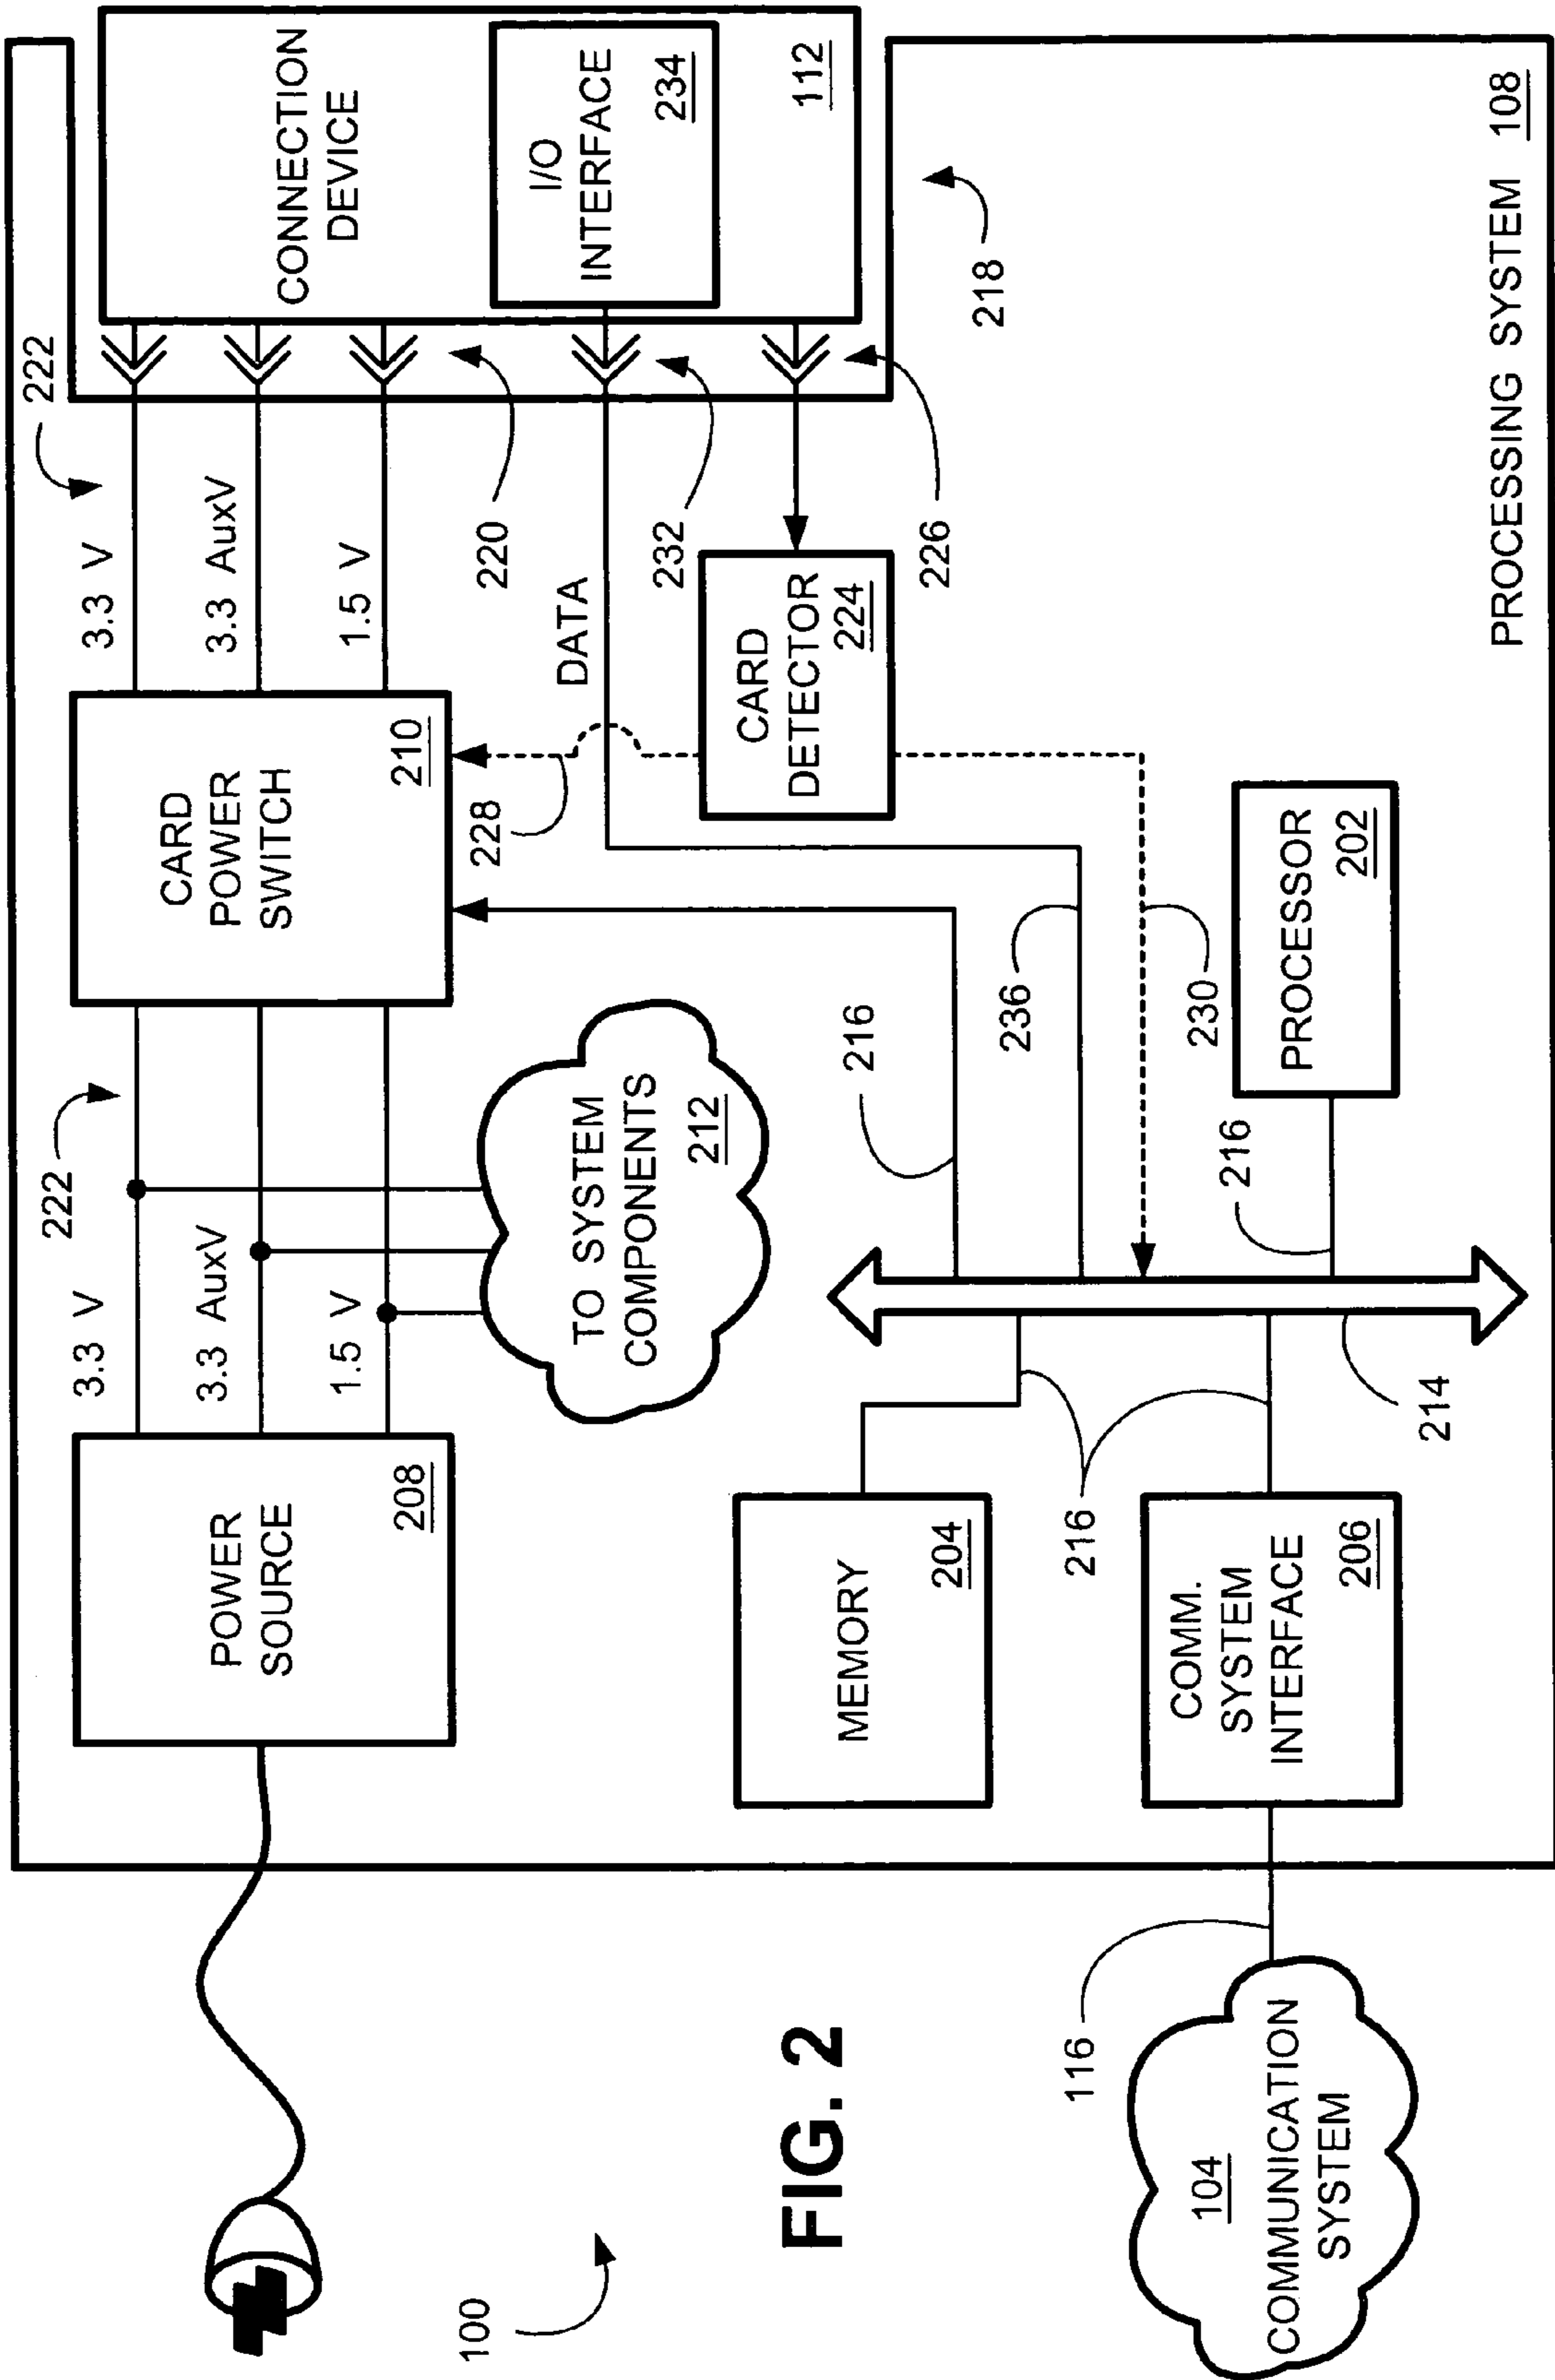 222
3.3 V
3.3 AuxV
1.5 V
POWER
SOURCE
208
222
3.3 V
3.3 AuxV
1.5 V
CARD
POWER
SWITCH
210
CONNECTION
DEVICE
I/O
INTERFACE
234
112
TO SYSTEM
COMPONENTS
212
228
220
DATA
232
CARD
DETECTOR
224
226
218
MEMORY
204
216
216
236
230
216
PROCESSOR
202
COMM.
SYSTEM
INTERFACE
206
214
PROCESSING SYSTEM 108
116
104
COMMUNICATION
SYSTEM
100
FIG. 2